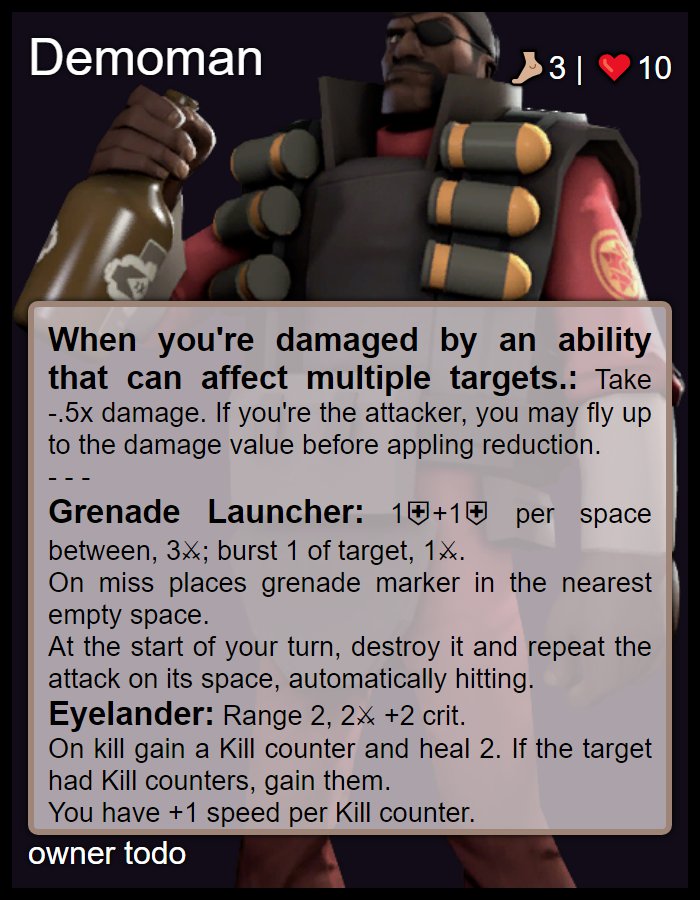 Demoman
🦶3 | ❤️10
When you're damaged by an ability
that can affect multiple targets.: Take
-.5x damage. If you're the attacker, you may fly up
to the damage value before appling reduction.
- - -
Grenade Launcher: 1⛨+1⛨ per space
between, 3⚔; burst 1 of target, 1⚔.
On miss places grenade marker in the nearest
empty space.
At the start of your turn, destroy it and repeat the
attack on its space, automatically hitting.
Eyelander: Range 2, 2⚔ +2 crit.
On kill gain a Kill counter and heal 2. If the target
had Kill counters, gain them.
You have +1 speed per Kill counter.
owner todo